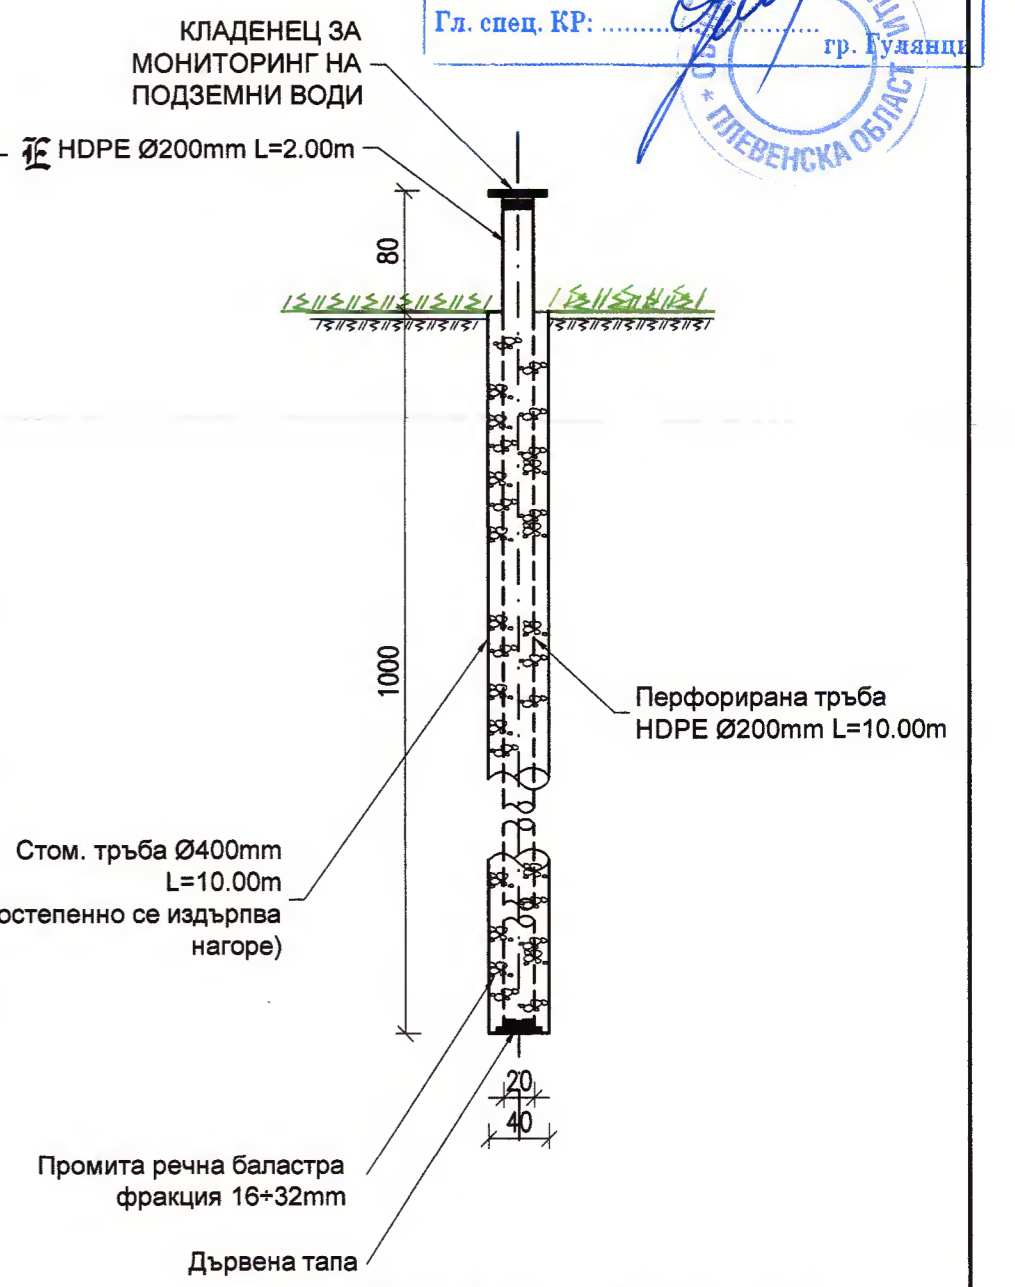 Гл. спец. КР: ....................
гр. Гулянци
ПЛЕВЕНСКА ОБЛАСТ
КЛАДЕНЕЦ ЗА
МОНИТОРИНГ НА
ПОДЗЕМНИ ВОДИ
HDPE Ø200mm L=2.00m
80
1000
Перфорирана тръба
HDPE Ø200mm L=10.00m
Стом. тръба Ø400mm
L=10.00m
остепенно се издърпва
нагоре)
20
40
Промита речна баластра
фракция 16÷32mm
Дървена тапа